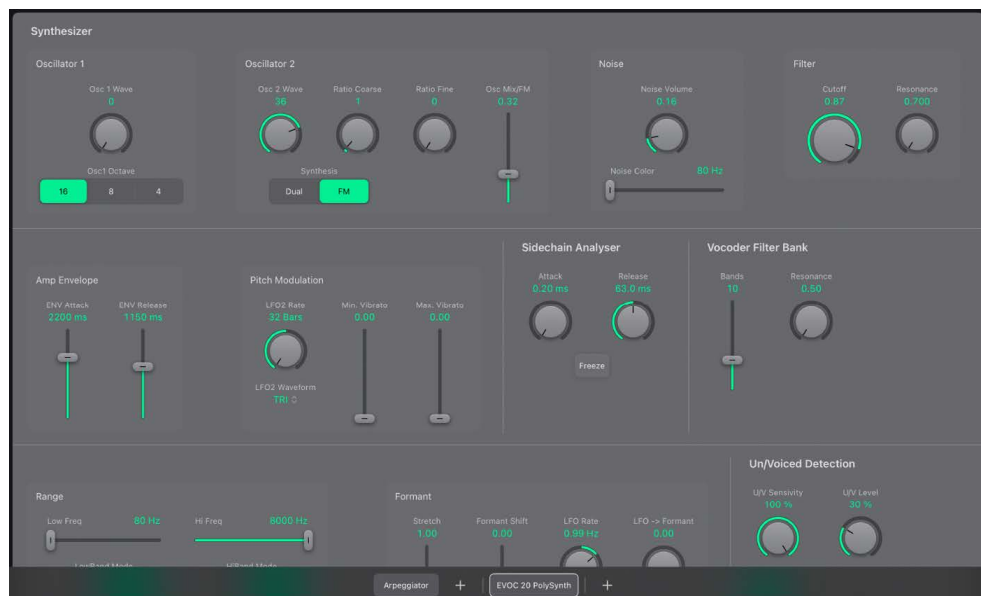 Synthesizer
Oscillator 1
Osc 1 Wave
0
Osc1 Octave
16 8 4
Oscillator 2
Osc 2 Wave Ratio Coarse Ratio Fine Osc Mix/FM
36 1 0 0.32
Synthesis
Dual FM
Noise
Noise Volume
0.16
Noise Color 80 Hz
Filter
Cutoff Resonance
0.87 0.700
Amp Envelope
ENV Attack ENV Release
2200 ms 1150 ms
Pitch Modulation
LFO2 Rate Min. Vibrato Max. Vibrato
32 Bars 0.00 0.00
LFO2 Waveform
TRI
Sidechain Analyser
Attack Release
0.20 ms 63.0 ms
Freeze
Vocoder Filter Bank
Bands Resonance
10 0.50
Range
Low Freq 80 Hz Hi Freq 8000 Hz
LowBand Mode HiBand Mode
Formant
Stretch Formant Shift LFO Rate LFO -> Formant
1.00 0.00 0.99 Hz 0.00
Un/Voiced Detection
U/V Sensivity U/V Level
100 % 30 %
Arpeggiator + EVOC 20 PolySynth +